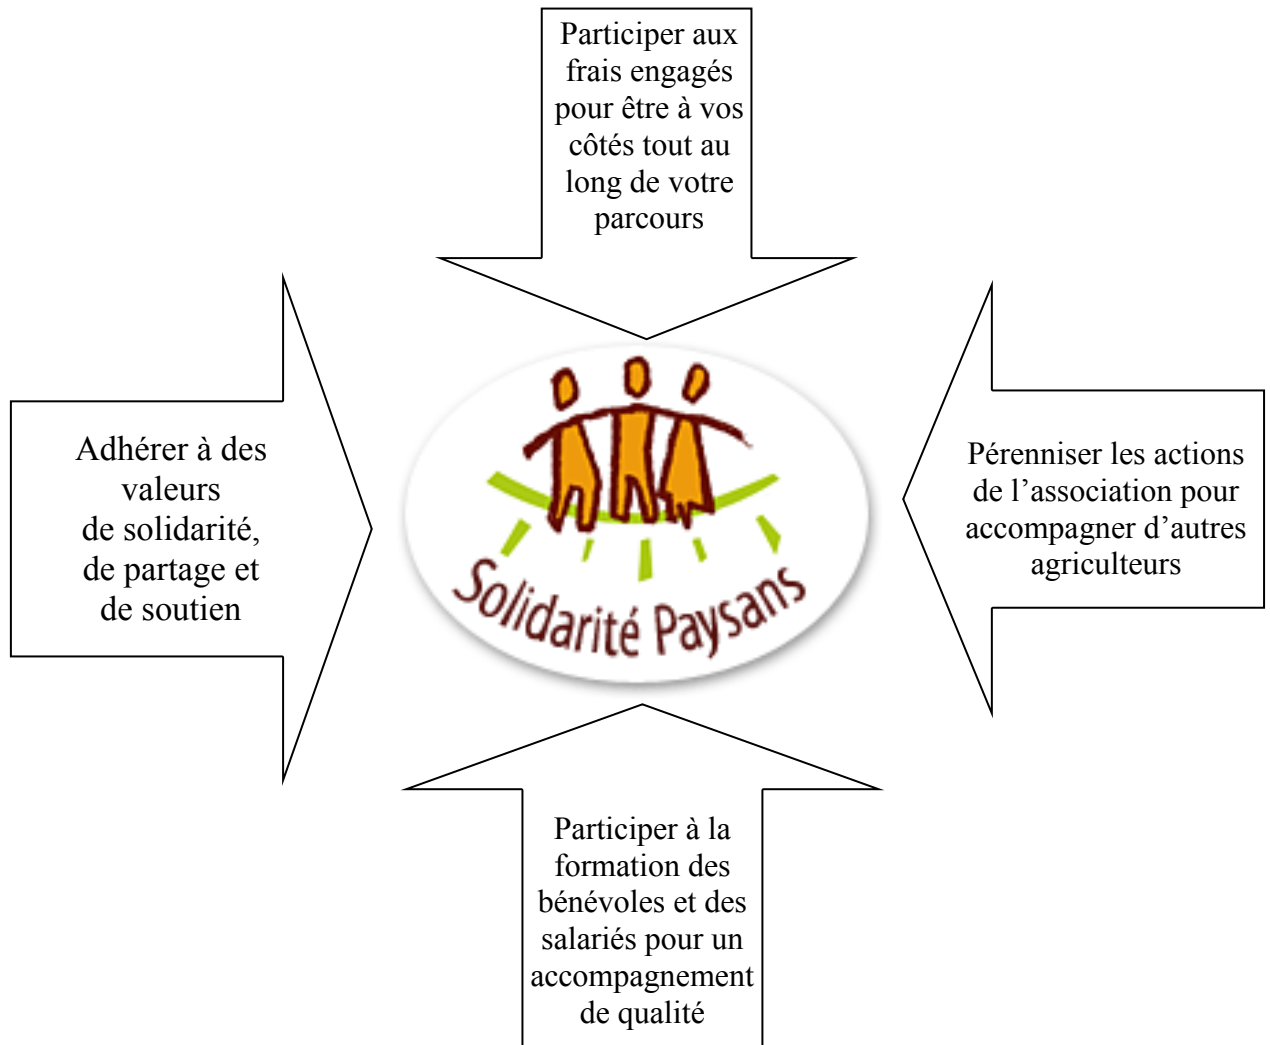 Participer aux
frais engagés
pour être à vos
côtés tout au
long de votre
parcours
Adhérer à des
valeurs
de solidarité,
de partage et
de soutien
Solidarité Paysans
Pérenniser les actions
de l’association pour
accompagner d’autres
agriculteurs
Participer à la
formation des
bénévoles et des
salariés pour un
accompagnement
de qualité